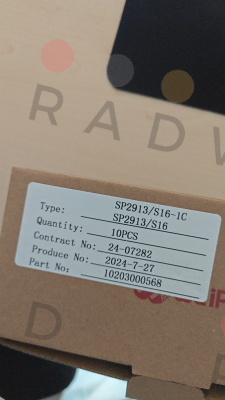 RADW
Type: SP2913/S16-1C
SP2913/S16
Quantity: 10PCS
Contract No: 24-07282
Produce No: 2024-7-27
Part No: 10203000568
D